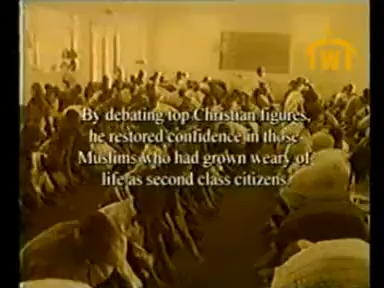 By debating top Christian figures,
he restored confidence in those
Muslims who had grown weary of
life as second class citizens.